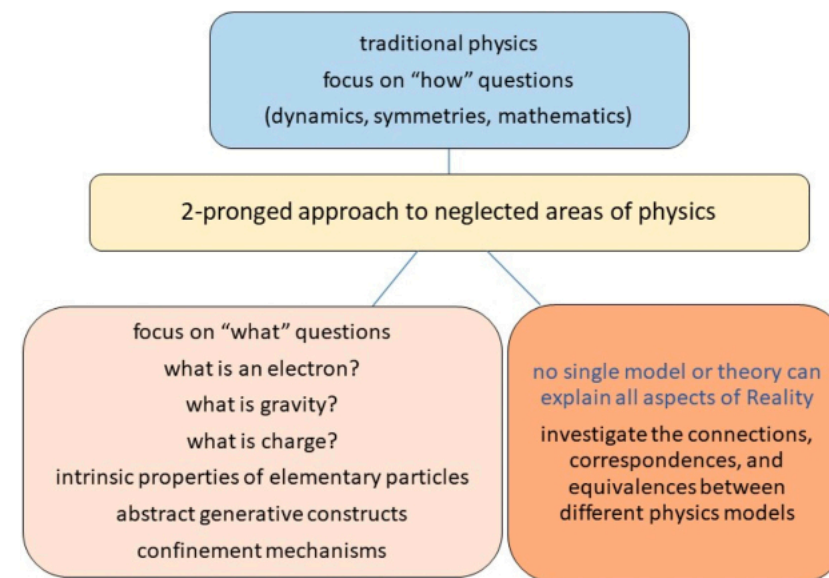 traditional physics
focus on “how” questions
(dynamics, symmetries, mathematics)
2-pronged approach to neglected areas of physics
focus on “what” questions
what is an electron?
what is gravity?
what is charge?
intrinsic properties of elementary particles
abstract generative constructs
confinement mechanisms
no single model or theory can
explain all aspects of Reality
investigate the connections,
correspondences, and
equivalences between
different physics models